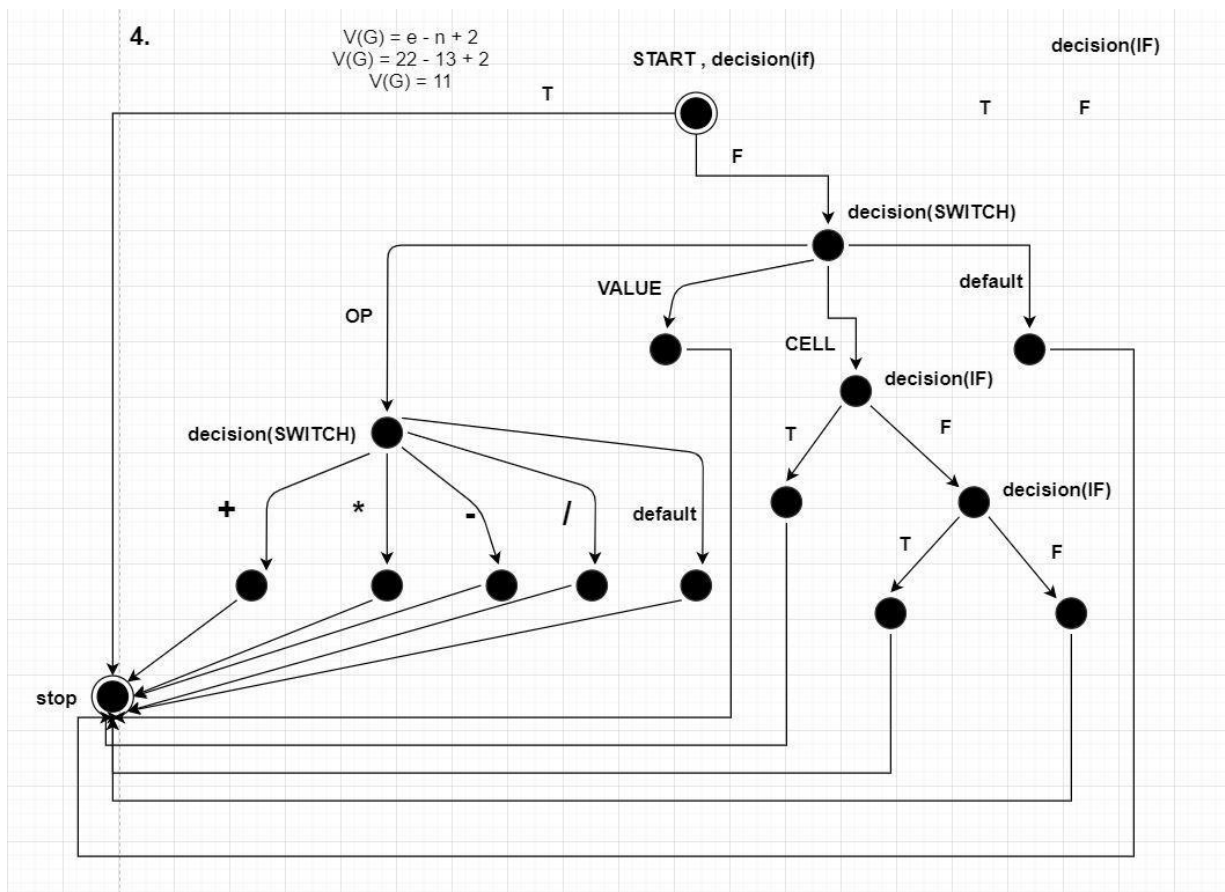 4.
V(G) = e - n + 2
V(G) = 22 - 13 + 2
V(G) = 11
START , decision(if)
decision(IF)
T
T
F
F
decision(SWITCH)
VALUE
default
OP
CELL
decision(IF)
decision(SWITCH)
T
F
decision(IF)
+
*
-
/
default
T
F
stop